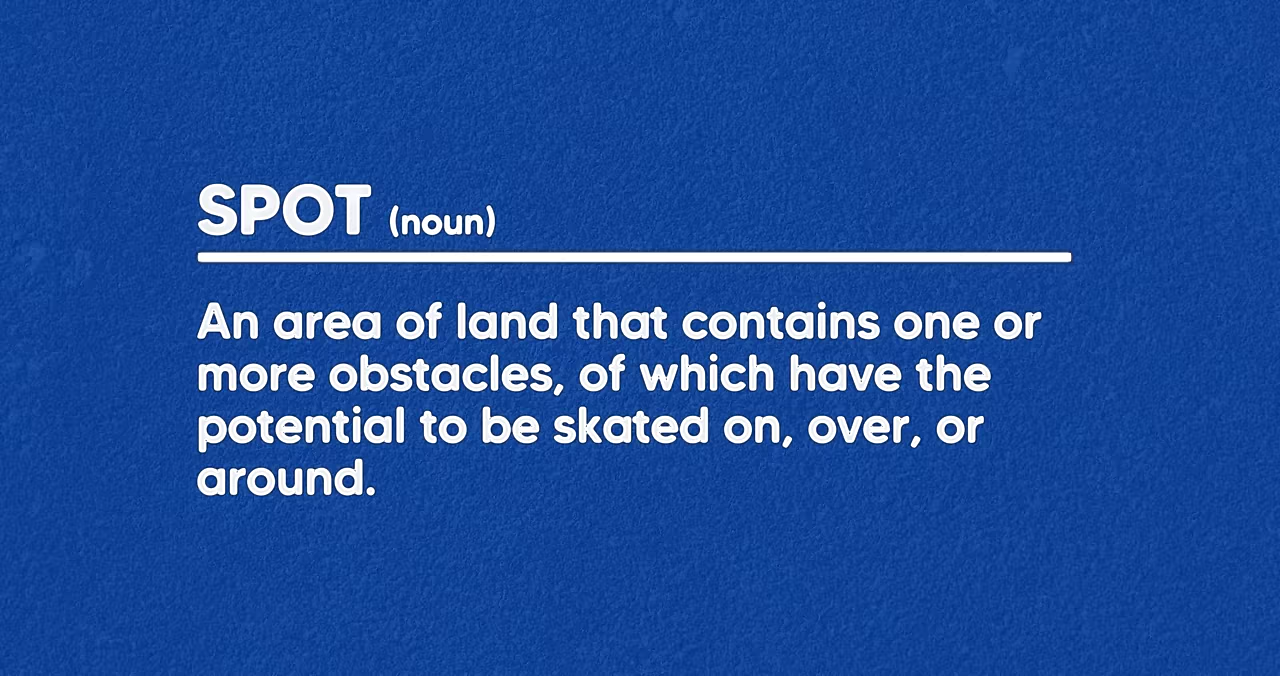 SPOT (noun)
An area of land that contains one or
more obstacles, of which have the
potential to be skated on, over, or
around.